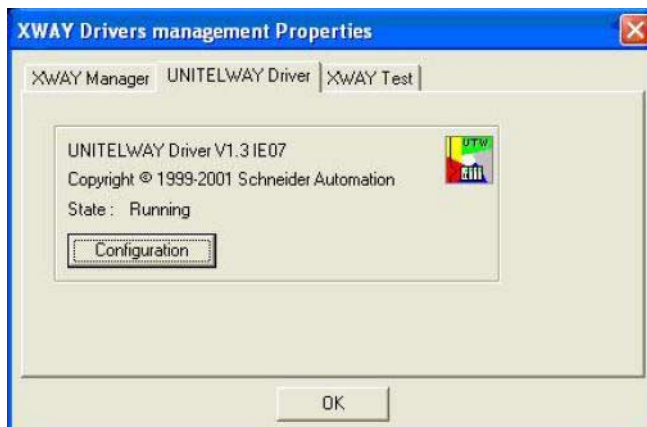 XWAY Drivers management Properties
XWAY Manager
UNITELWAY Driver
XWAY Test
UNITELWAY Driver V1.3 IE07
UTW
Copyright © 1999-2001 Schneider Automation
State : Running
Configuration
OK